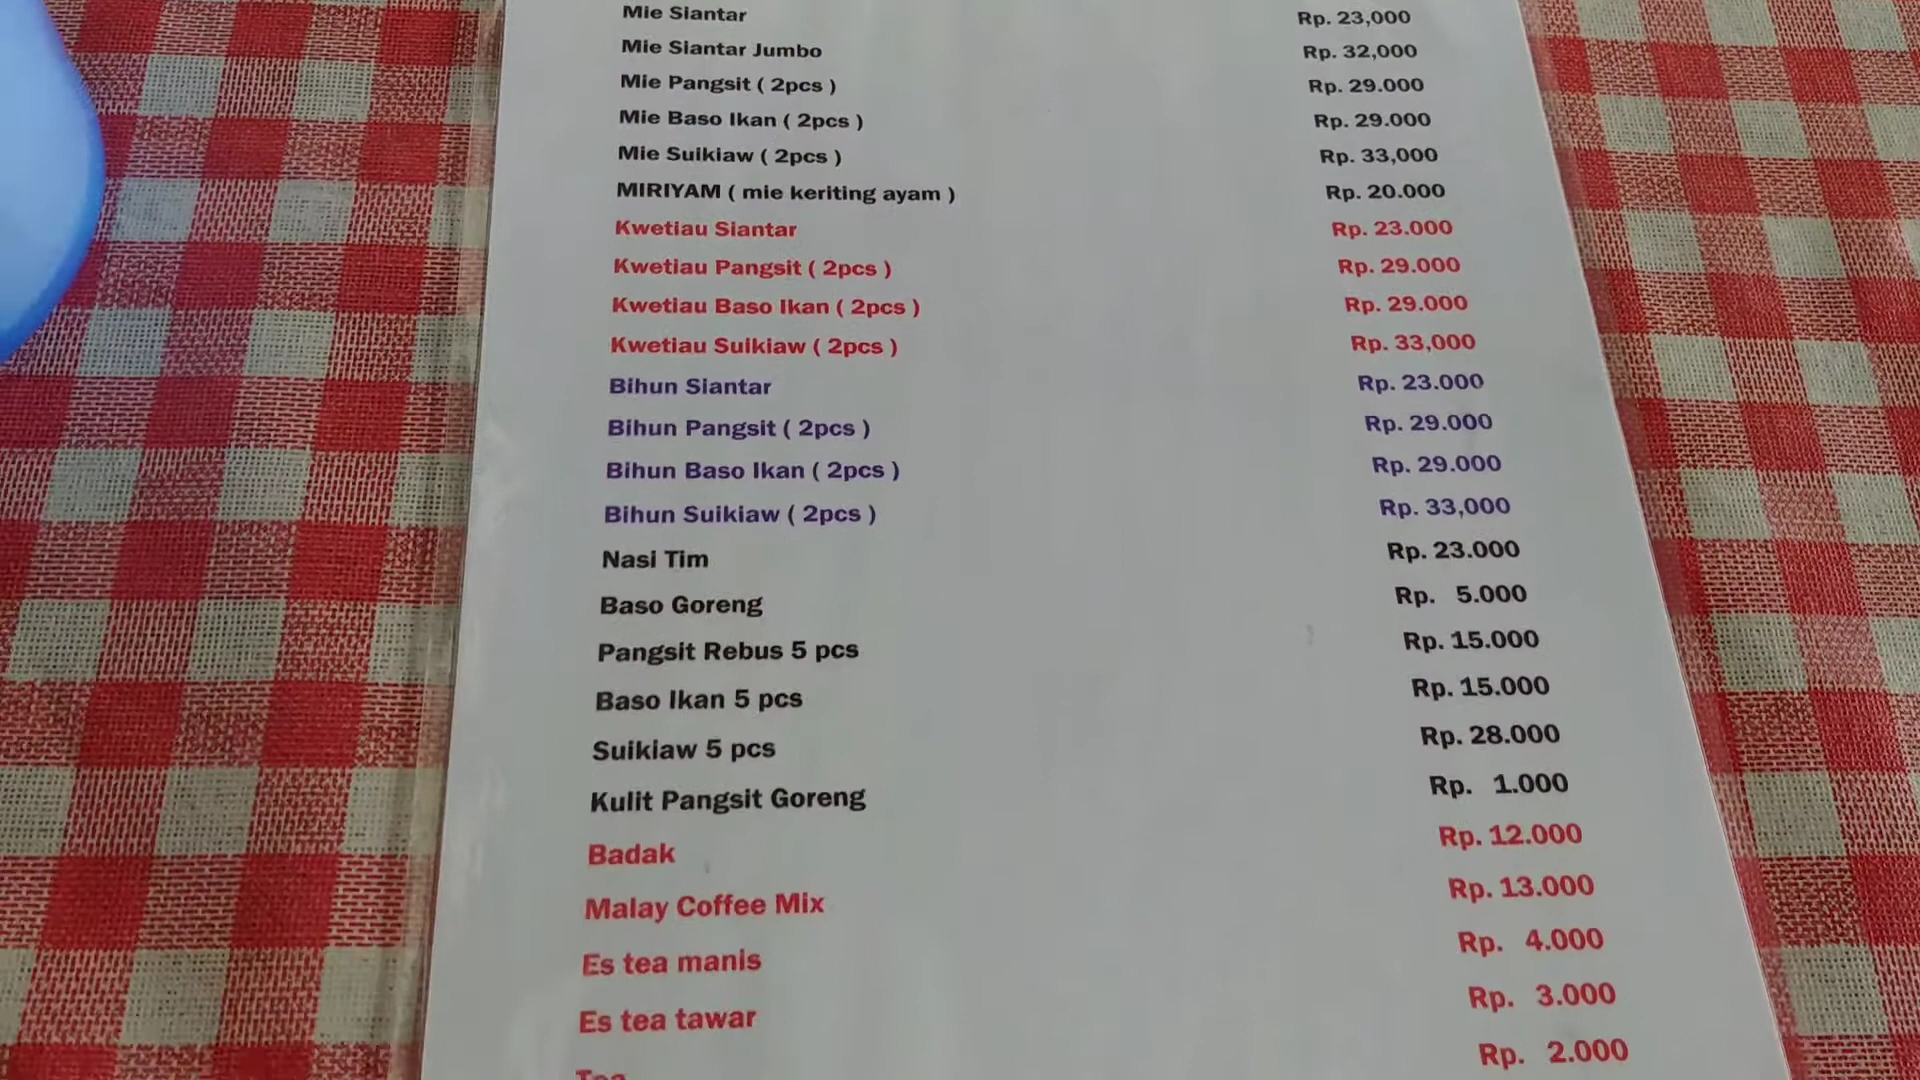 Mie Siantar Rp. 23,000
Mie Siantar Jumbo Rp. 32,000
Mie Pangsit ( 2pcs ) Rp. 29.000
Mie Baso Ikan ( 2pcs ) Rp. 29.000
Mie Suikiaw ( 2pcs ) Rp. 33,000
MIRIYAM ( mie keriting ayam ) Rp. 20.000
Kwetiau Siantar Rp. 23.000
Kwetiau Pangsit ( 2pcs ) Rp. 29.000
Kwetiau Baso Ikan ( 2pcs ) Rp. 29.000
Kwetiau Suikiaw ( 2pcs ) Rp. 33,000
Bihun Siantar Rp. 23.000
Bihun Pangsit ( 2pcs ) Rp. 29.000
Bihun Baso Ikan ( 2pcs ) Rp. 29.000
Bihun Suikiaw ( 2pcs ) Rp. 33,000
Nasi Tim Rp. 23.000
Baso Goreng Rp. 5.000
Pangsit Rebus 5 pcs Rp. 15.000
Baso Ikan 5 pcs Rp. 15.000
Suikiaw 5 pcs Rp. 28.000
Kulit Pangsit Goreng Rp. 1.000
Badak Rp. 12.000
Malay Coffee Mix Rp. 13.000
Es tea manis Rp. 4.000
Es tea tawar Rp. 3.000
Rp. 2.000